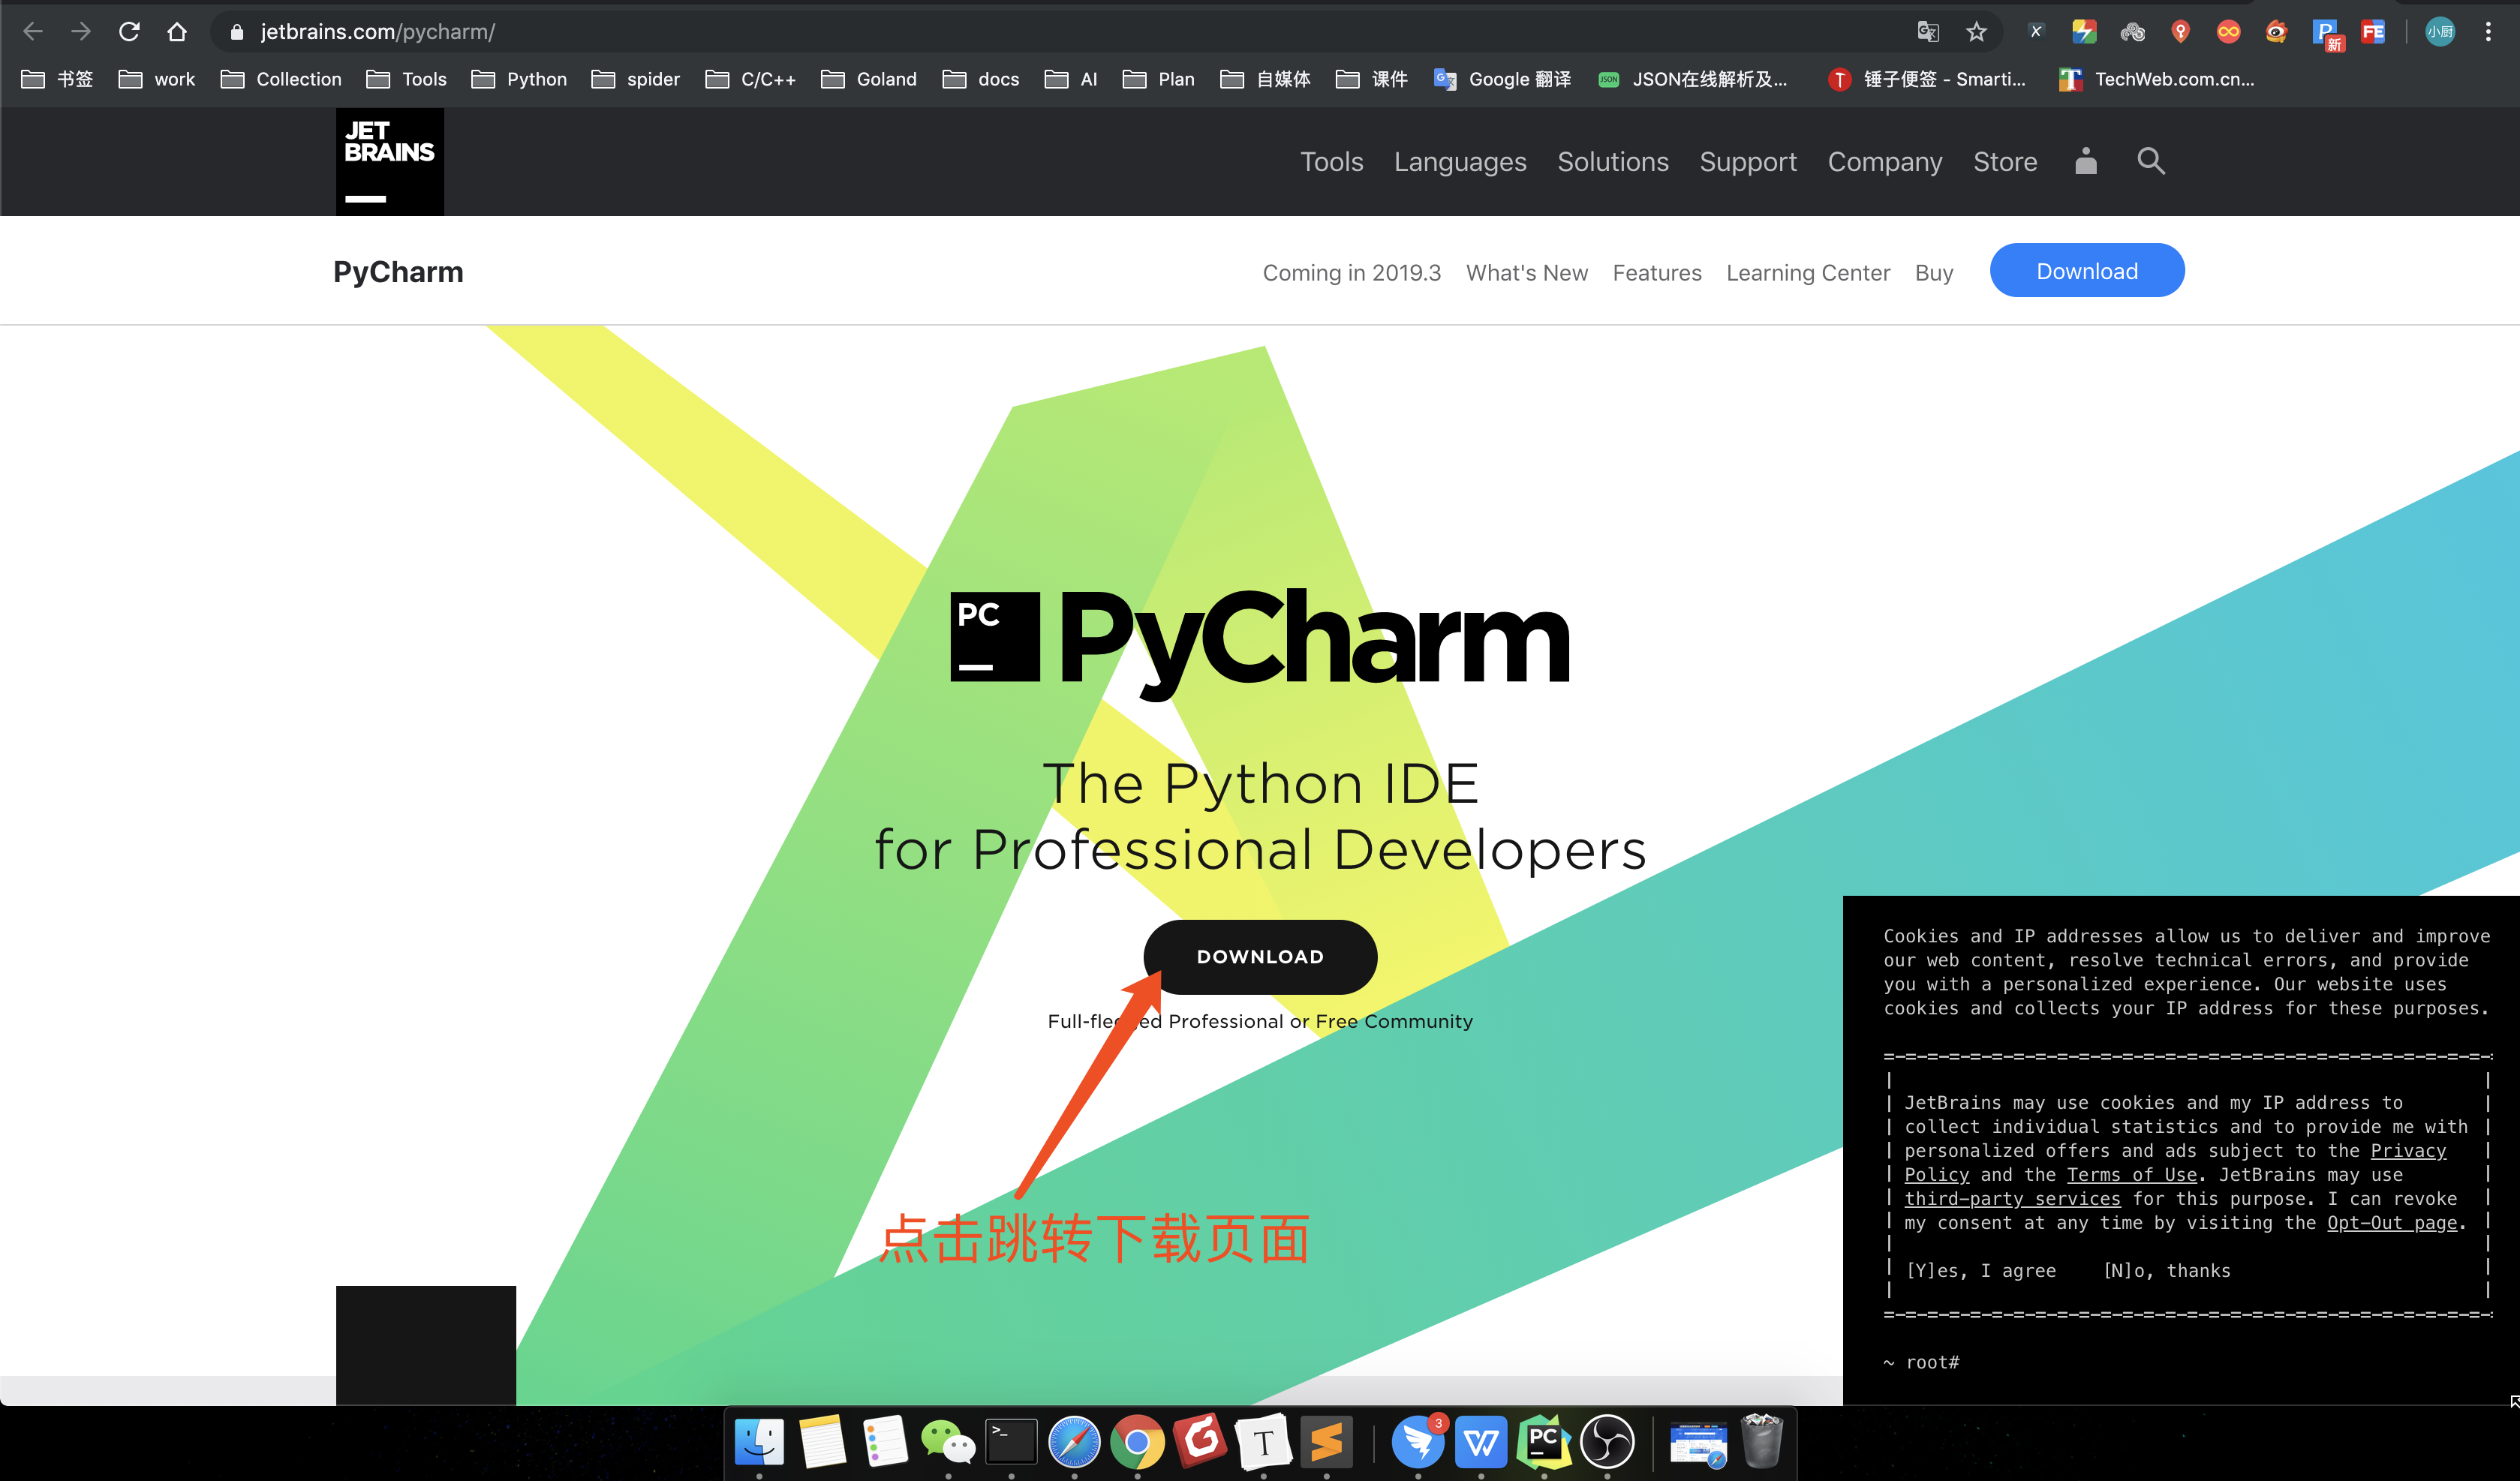 jetbrains.com/pycharm/
新
FE
小厨
书签 work Collection Tools Python spider C/C++ Goland docs AI Plan 自媒体 课件 Google 翻译 JSON在线解析及... 锤子便签 - Smarti... TechWeb.com.cn...
JET
BRAINS
Tools Languages Solutions Support Company Store
PyCharm
Coming in 2019.3 What's New Features Learning Center Buy Download
PC PyCharm
The Python IDE
for Professional Developers
DOWNLOAD
Full-fledged Professional or Free Community
点击跳转下载页面
Cookies and IP addresses allow us to deliver and improve
our web content, resolve technical errors, and provide
you with a personalized experience. Our website uses
cookies and collects your IP address for these purposes.
JetBrains may use cookies and my IP address to
collect individual statistics and to provide me with
personalized offers and ads subject to the Privacy
Policy and the Terms of Use. JetBrains may use
third-party services for this purpose. I can revoke
my consent at any time by visiting the Opt-Out page.
[Y]es, I agree [N]o, thanks
~ root#
>_
T
3
PC